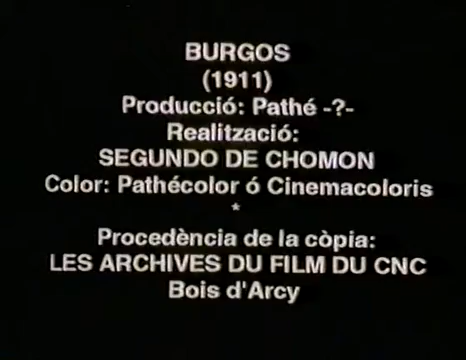 BURGOS
(1911)
Producció: Pathé -?-
Realització:
SEGUNDO DE CHOMON
Color: Pathécolor ó Cinemacoloris
*
Procedència de la còpia:
LES ARCHIVES DU FILM DU CNC
Bois d'Arcy